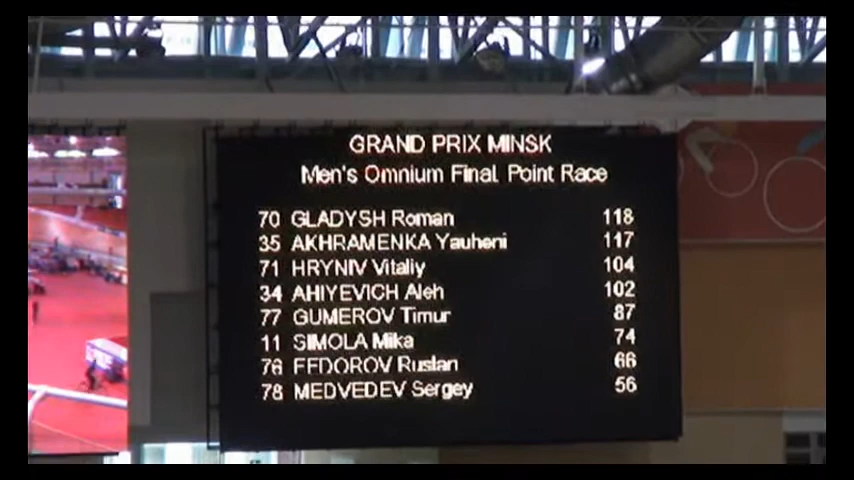 GRAND PRIX MINSK
Men's Omnium Final Point Race
70 GLADYSH Roman 118
35 AKHRAMENKA Yauheni 117
71 HRYNIV Vitaliy 104
34 AHIYEVICH Aleh 102
77 GUMEROV Timur 87
11 SIMOLA Mika 74
76 FEDOROV Ruslan 66
78 MEDVEDEV Sergey 56